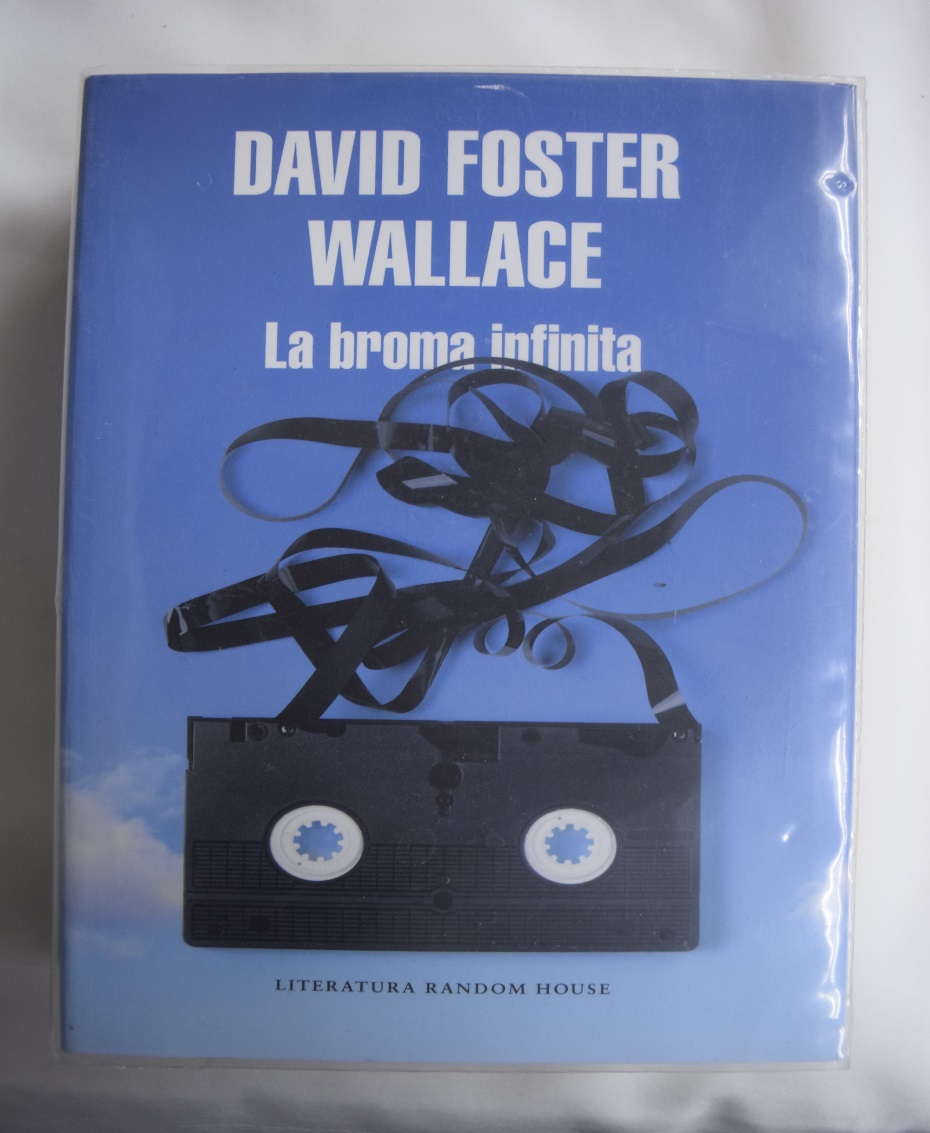 DAVID FOSTER
WALLACE
La broma infinita
LITERATURA RANDOM HOUSE